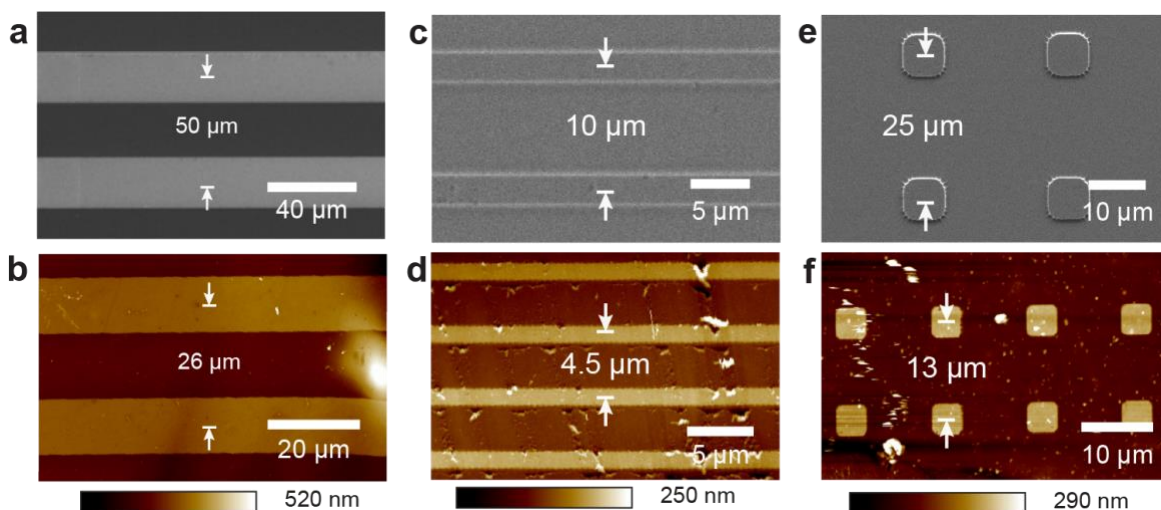 a
50 µm
40 µm
b
26 µm
20 µm
520 nm
c
10 µm
5 µm
d
4.5 µm
5 µm
250 nm
e
25 µm
10 µm
f
13 µm
10 µm
290 nm